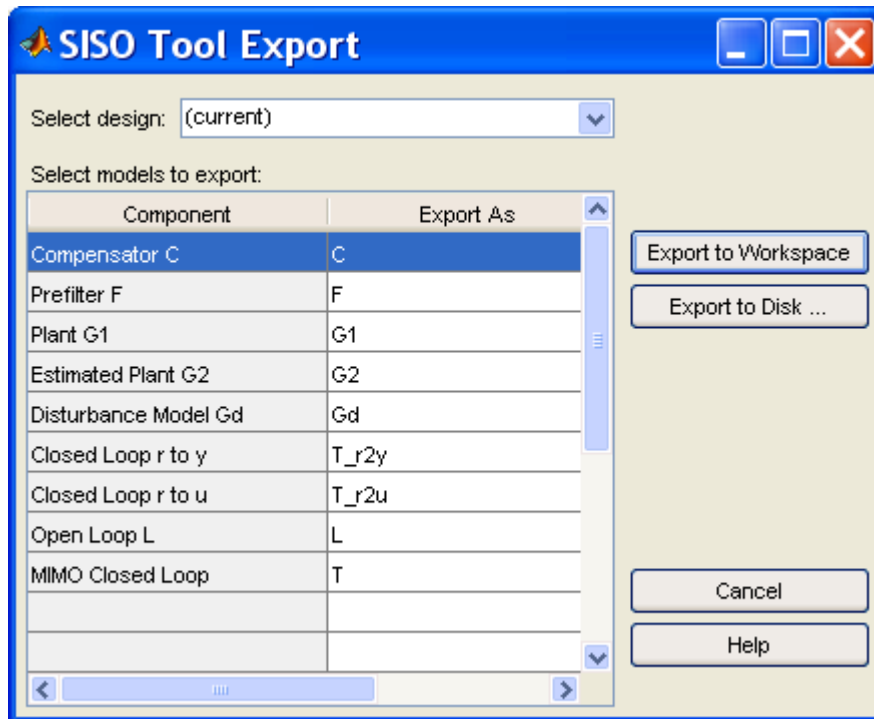 SISO Tool Export
Select design: (current)
Select models to export:
Component Export As
Compensator C C
Prefilter F F
Plant G1 G1
Estimated Plant G2 G2
Disturbance Model Gd Gd
Closed Loop r to y T_r2y
Closed Loop r to u T_r2u
Open Loop L L
MIMO Closed Loop T
Export to Workspace
Export to Disk ...
Cancel
Help